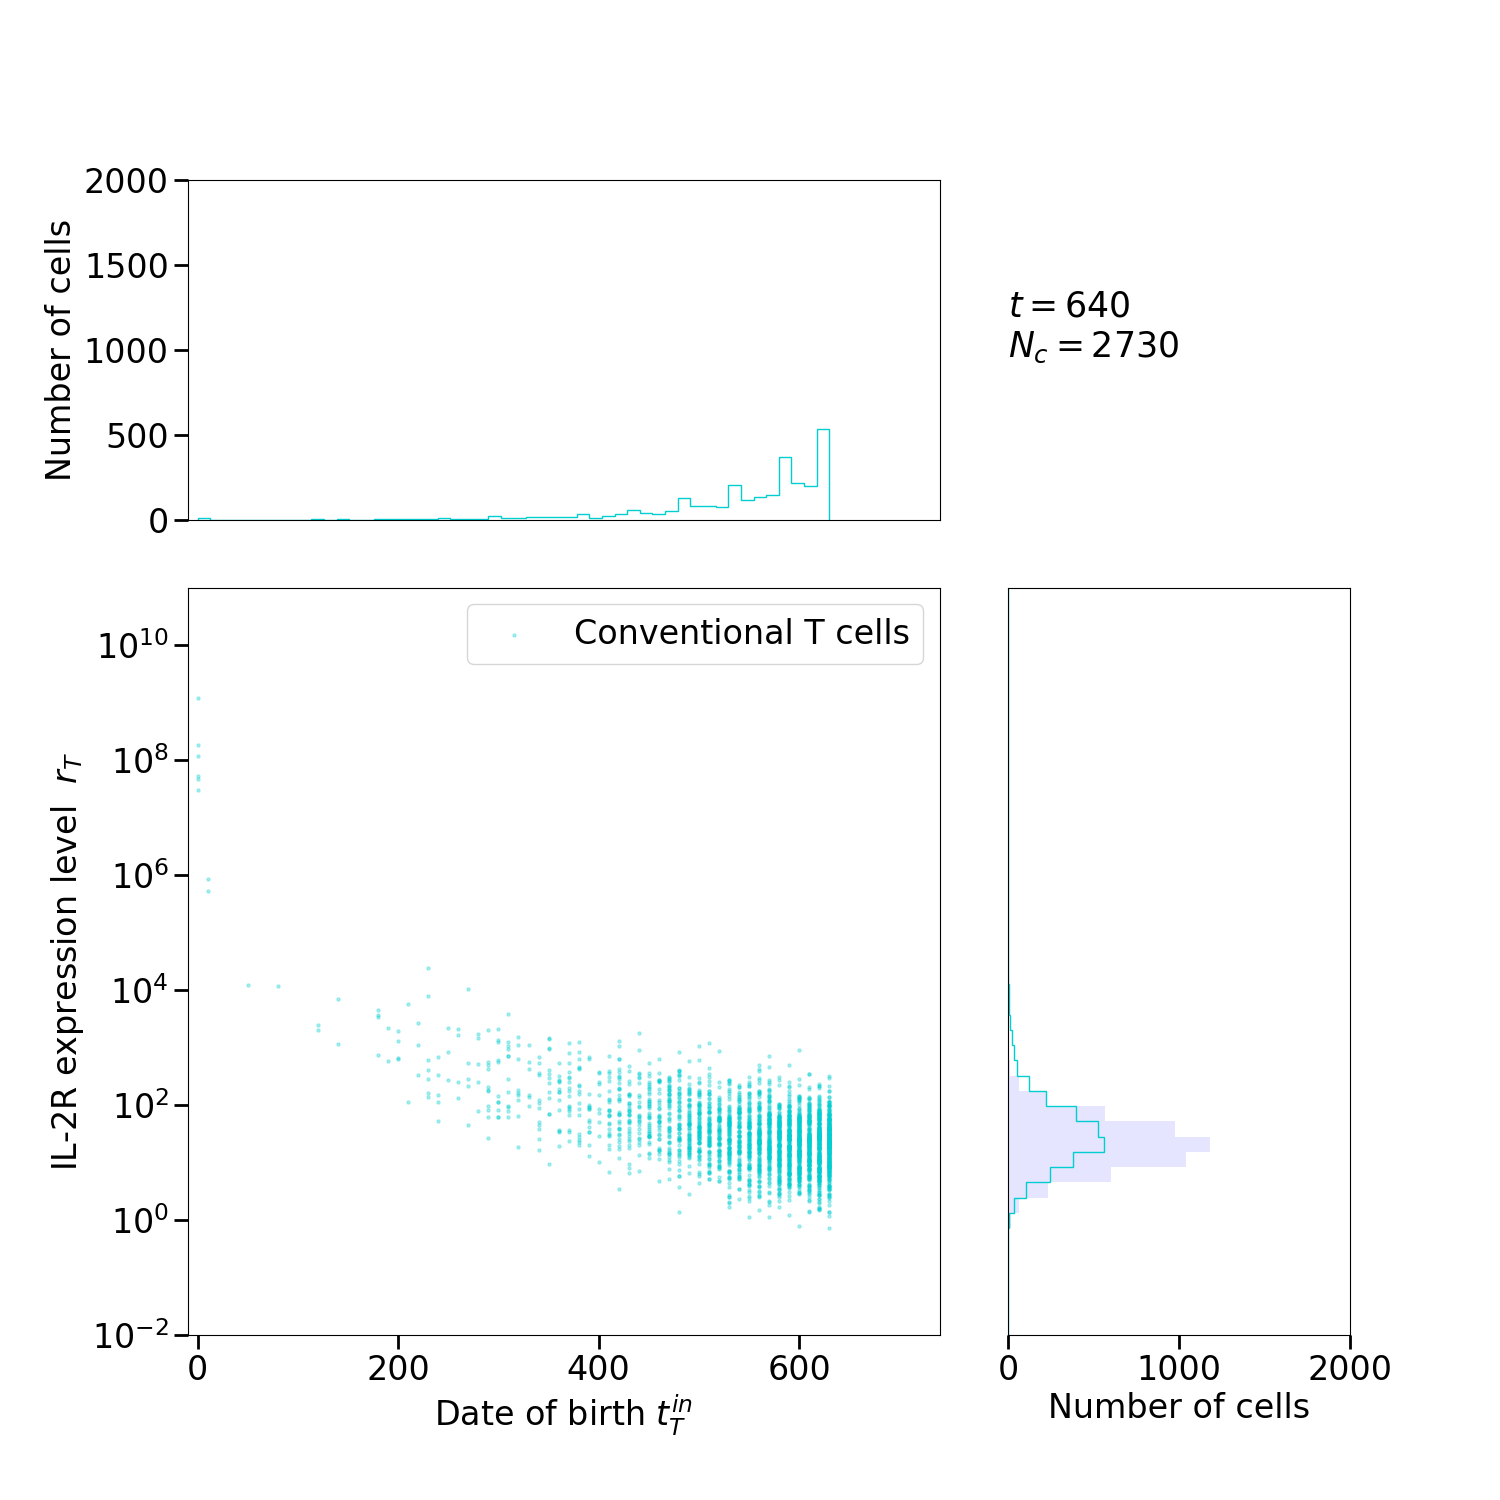 2000
1500
1000
500
0
Number of cells
t = 640
N_c = 2730
Conventional T cells
10^10
10^8
10^6
10^4
10^2
10^0
10^−2
IL-2R expression level r_T
0 200 400 600
Date of birth t_T^in
0 1000 2000
Number of cells